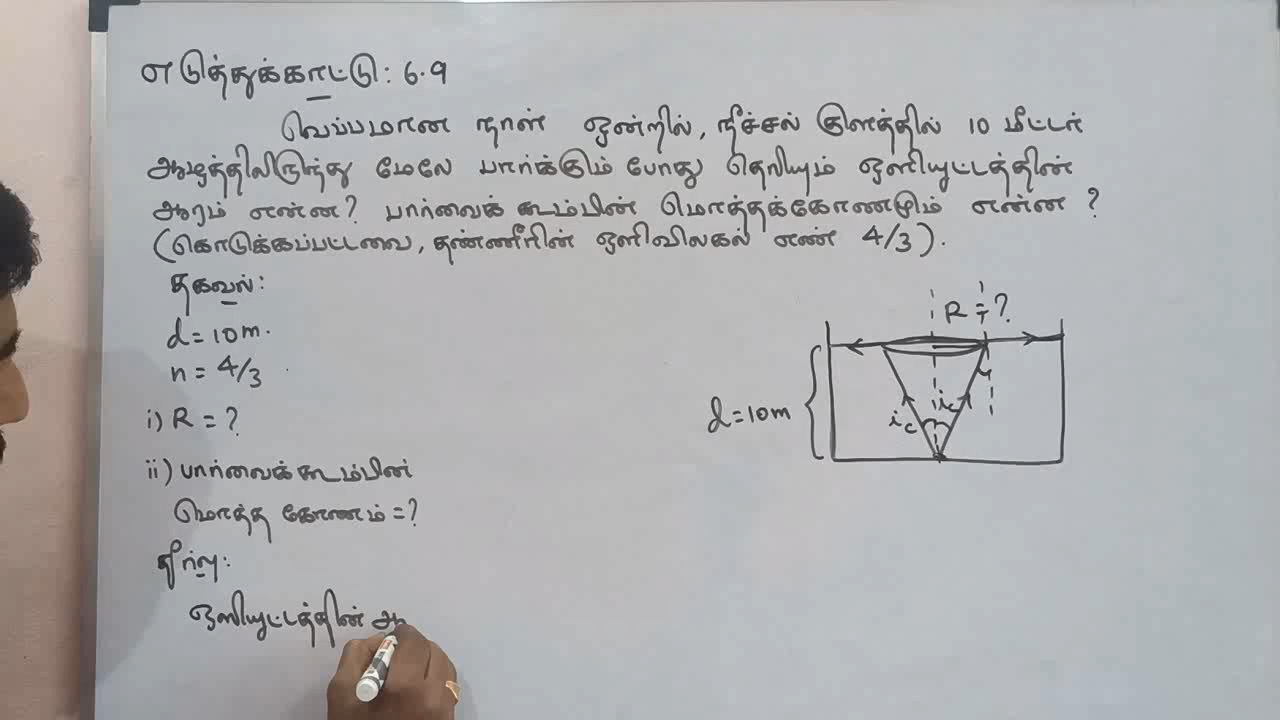 எடுத்துக்காட்டு: 6.9
வெப்பமான நாள் ஒன்றில், நீச்சல் குளத்தில் 10 மீட்டர்
ஆழத்திலிருந்து மேலே பார்க்கும் போது தெளியும் ஒளியூட்டத்தின்
ஆரம் என்ன? பார்வைக் கூம்பின் மொத்தக்கோணமும் என்ன?
(கொடுக்கப்பட்டவை, தண்ணீரின் ஒளிவிலகல் எண் 4/3).
தகவல்:
d = 10m.
n = 4/3
i) R = ?
ii) பார்வைக் கூம்பின்
மொத்த கோணம் = ?
தீர்வு:
ஒளியூட்டத்தின் ஆ
R = ?
d = 10m
ic ic